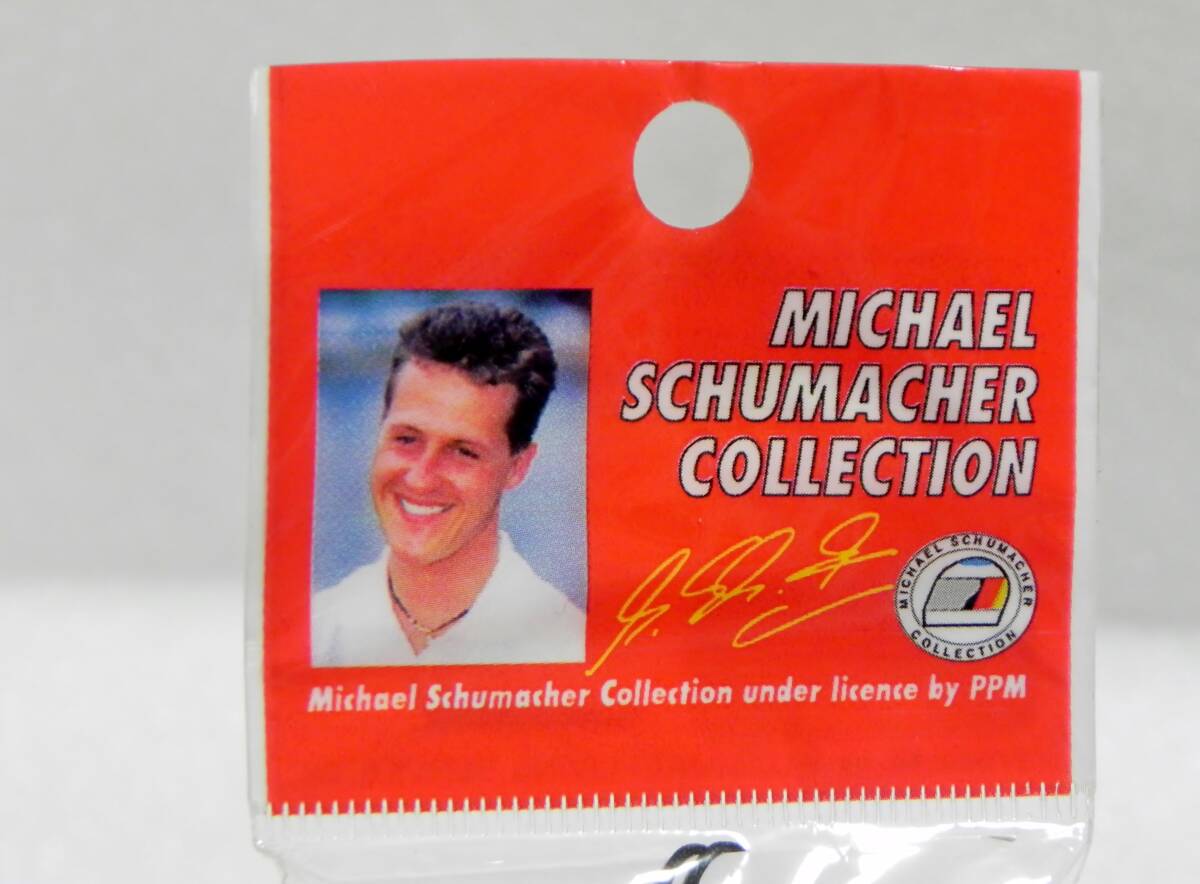 MICHAEL
SCHUMACHER
COLLECTION
MICHAEL SCHUMACHER
COLLECTION
Michael Schumacher Collection under licence by PPM